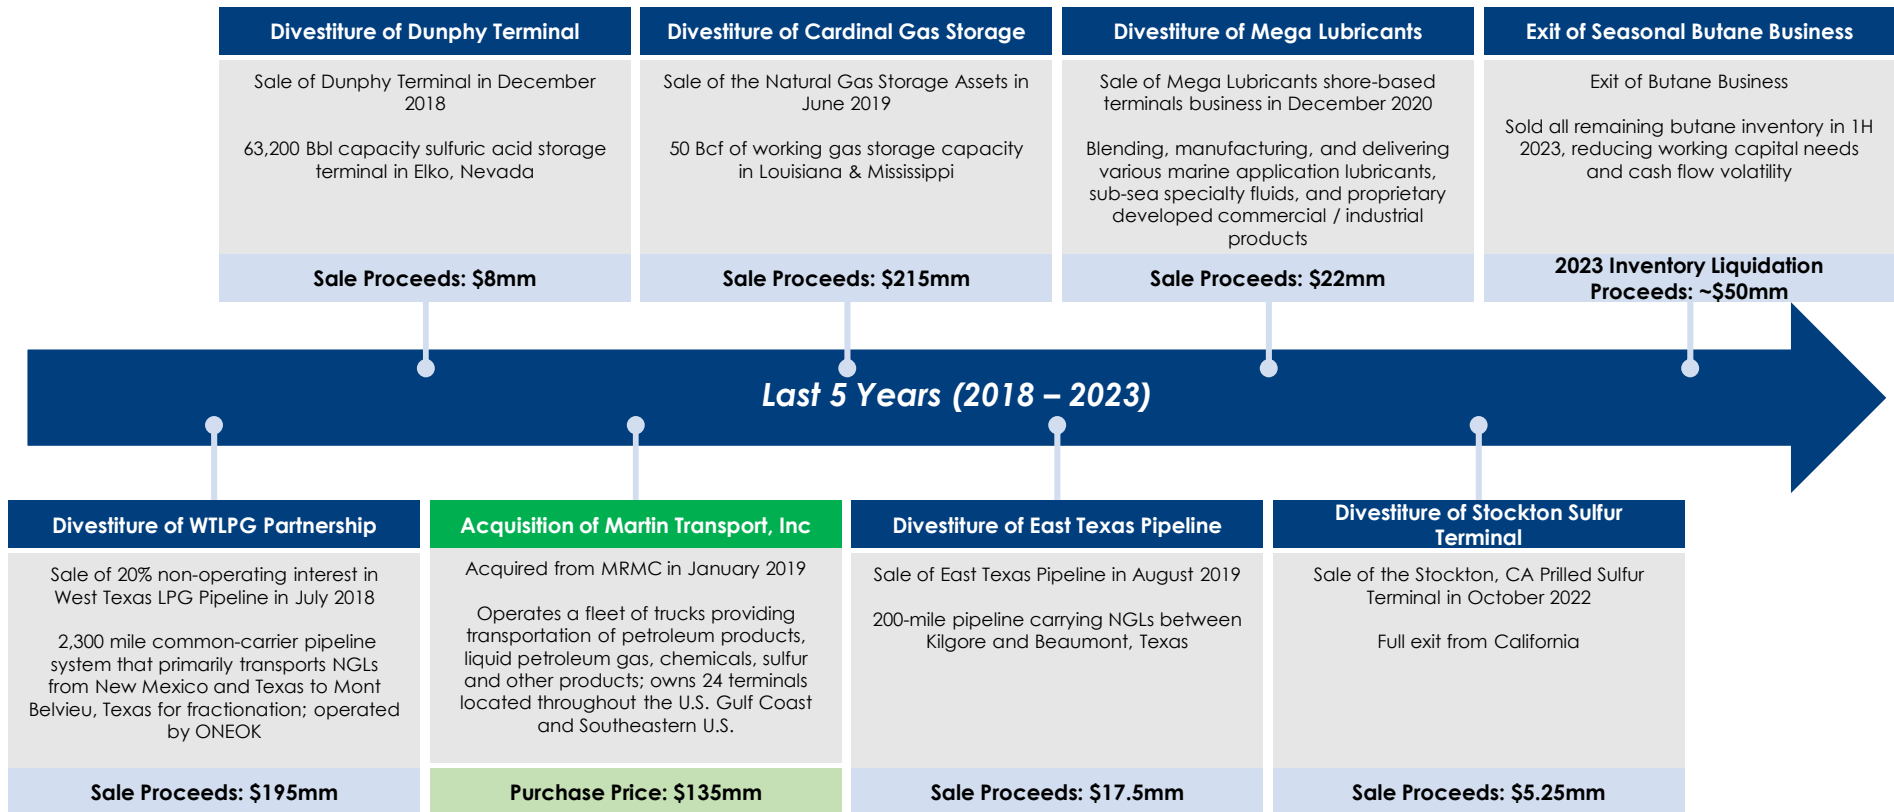 Divestiture of Dunphy Terminal
Sale of Dunphy Terminal in December
2018
63,200 Bbl capacity sulfuric acid storage
terminal in Elko, Nevada
Sale Proceeds: $8mm
Divestiture of Cardinal Gas Storage
Sale of the Natural Gas Storage Assets in
June 2019
50 Bcf of working gas storage capacity
in Louisiana & Mississippi
Sale Proceeds: $215mm
Divestiture of Mega Lubricants
Sale of Mega Lubricants shore-based
terminals business in December 2020
Blending, manufacturing, and delivering
various marine application lubricants,
sub-sea specialty fluids, and proprietary
developed commercial / industrial
products
Sale Proceeds: $22mm
Exit of Seasonal Butane Business
Exit of Butane Business
Sold all remaining butane inventory in 1H
2023, reducing working capital needs
and cash flow volatility
2023 Inventory Liquidation
Proceeds: ~$50mm
Last 5 Years (2018 – 2023)
Divestiture of WTLPG Partnership
Sale of 20% non-operating interest in
West Texas LPG Pipeline in July 2018
2,300 mile common-carrier pipeline
system that primarily transports NGLs
from New Mexico and Texas to Mont
Belvieu, Texas for fractionation; operated
by ONEOK
Sale Proceeds: $195mm
Acquisition of Martin Transport, Inc
Acquired from MRMC in January 2019
Operates a fleet of trucks providing
transportation of petroleum products,
liquid petroleum gas, chemicals, sulfur
and other products; owns 24 terminals
located throughout the U.S. Gulf Coast
and Southeastern U.S.
Purchase Price: $135mm
Divestiture of East Texas Pipeline
Sale of East Texas Pipeline in August 2019
200-mile pipeline carrying NGLs between
Kilgore and Beaumont, Texas
Sale Proceeds: $17.5mm
Divestiture of Stockton Sulfur
Terminal
Sale of the Stockton, CA Prilled Sulfur
Terminal in October 2022
Full exit from California
Sale Proceeds: $5.25mm